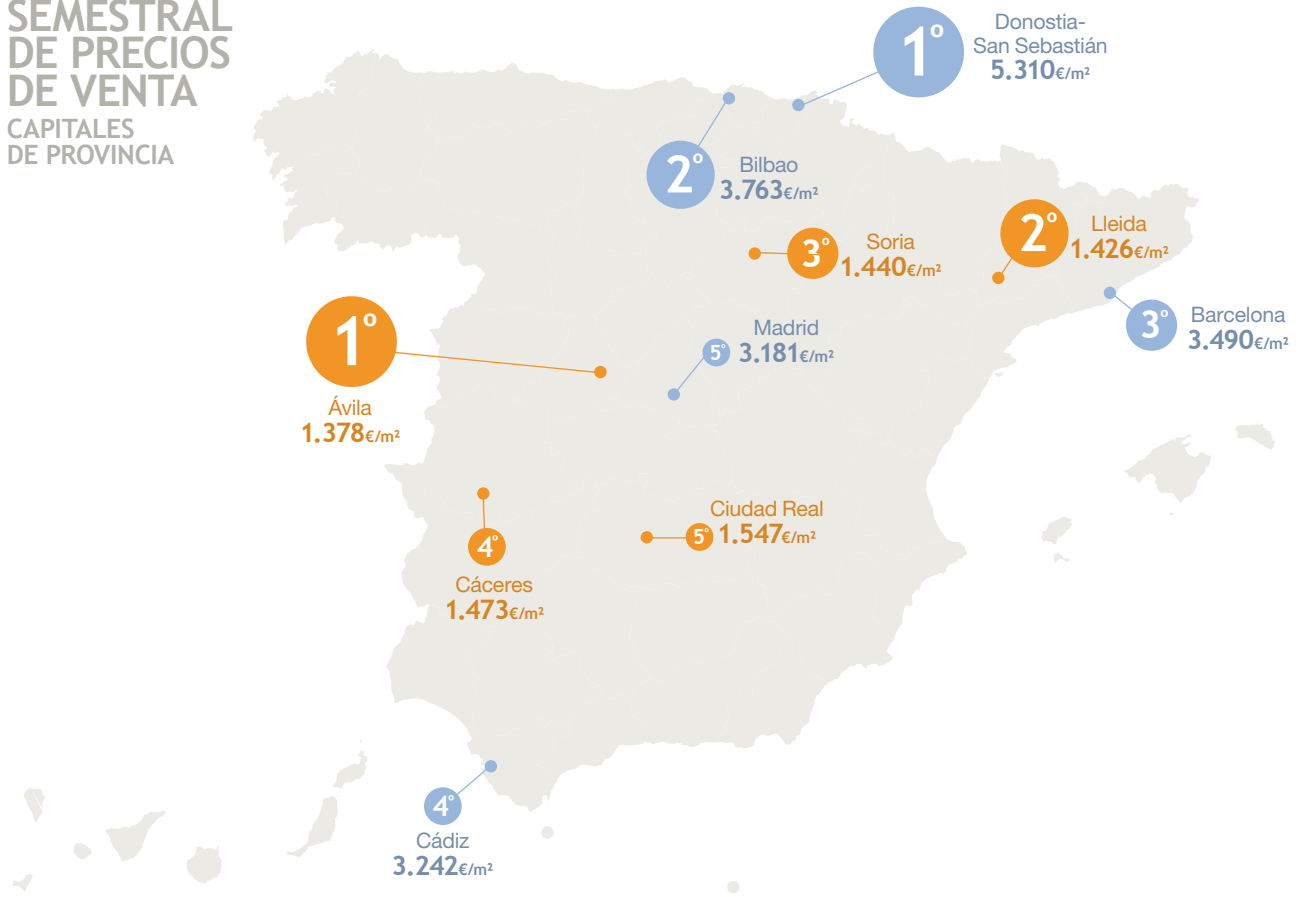 SEMESTRAL
DE PRECIOS
DE VENTA
CAPITALES
DE PROVINCIA
1º
Donostia-
San Sebastián
5.310€/m²
2º
Bilbao
3.763€/m²
3º
Soria
1.440€/m²
2º
Lleida
1.426€/m²
3º
Barcelona
3.490€/m²
1º
Ávila
1.378€/m²
5º
Madrid
3.181€/m²
4º
Cáceres
1.473€/m²
Ciudad Real
5º
1.547€/m²
4º
Cádiz
3.242€/m²